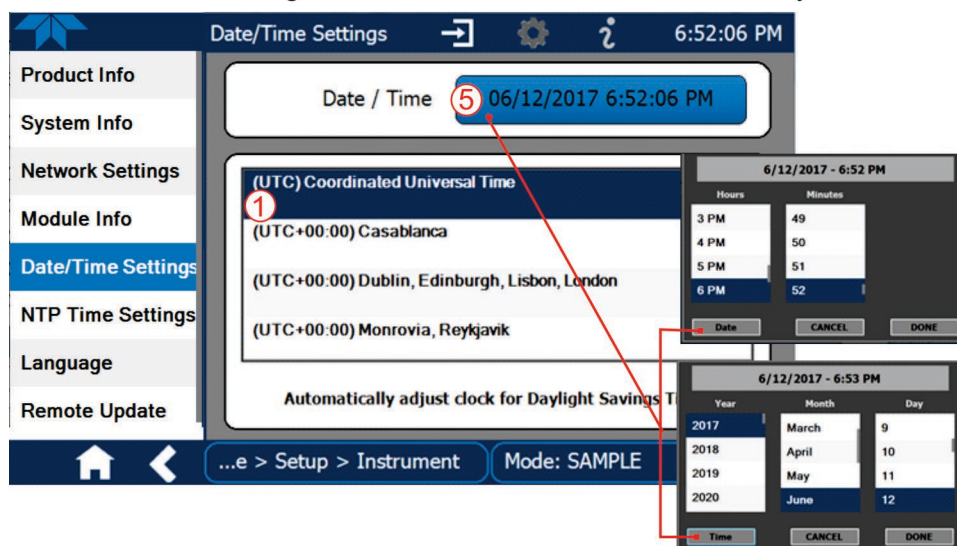 Date/Time Settings 6:52:06 PM
Product Info
System Info
Network Settings
Module Info
Date/Time Settings
NTP Time Settings
Language
Remote Update
Date / Time 5 06/12/2017 6:52:06 PM
(UTC) Coordinated Universal Time
1
(UTC+00:00) Casablanca
(UTC+00:00) Dublin, Edinburgh, Lisbon, London
(UTC+00:00) Monrovia, Reykjavik
Automatically adjust clock for Daylight Savings
...e > Setup > Instrument Mode: SAMPLE
6/12/2017 - 6:52 PM
Hours Minutes
3 PM 49
4 PM 50
5 PM 51
6 PM 52
Date CANCEL DONE
6/12/2017 - 6:53 PM
Year Month Day
2017 March 9
2018 April 10
2019 May 11
2020 June 12
Time CANCEL DONE